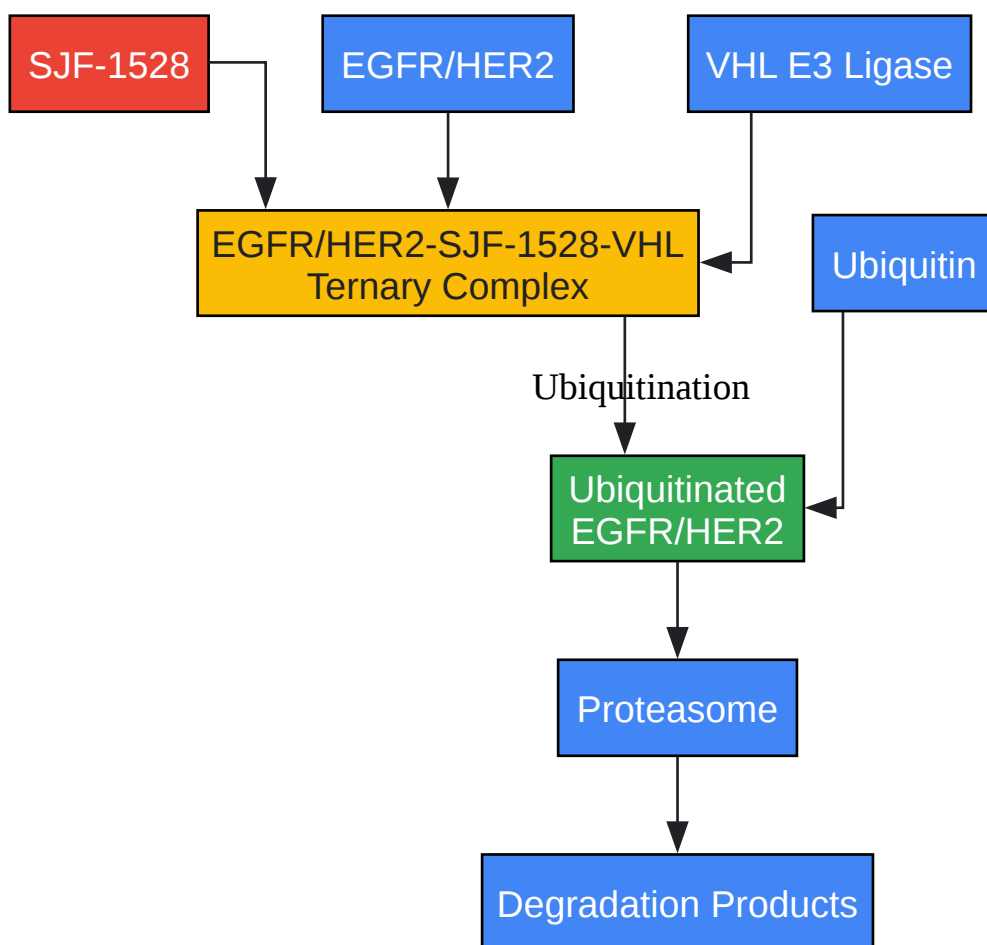 SJF-1528
EGFR/HER2
VHL E3 Ligase
EGFR/HER2-SJF-1528-VHL
Ternary Complex
Ubiquitin
Ubiquitination
Ubiquitinated
EGFR/HER2
Proteasome
Degradation Products